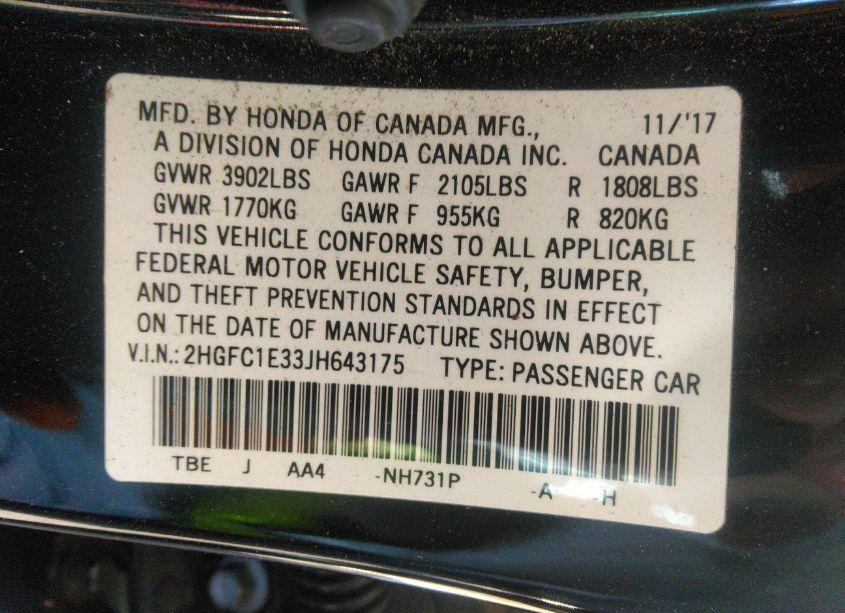 MFD. BY HONDA OF CANADA MFG., 11/'17
A DIVISION OF HONDA CANADA INC. CANADA
GVWR 3902LBS GAWR F 2105LBS R 1808LBS
GVWR 1770KG GAWR F 955KG R 820KG
THIS VEHICLE CONFORMS TO ALL APPLICABLE
FEDERAL MOTOR VEHICLE SAFETY, BUMPER,
AND THEFT PREVENTION STANDARDS IN EFFECT
ON THE DATE OF MANUFACTURE SHOWN ABOVE.
V.I.N.: 2HGFC1E33JH643175 TYPE: PASSENGER CAR
TBE J AA4 -NH731P -A -H